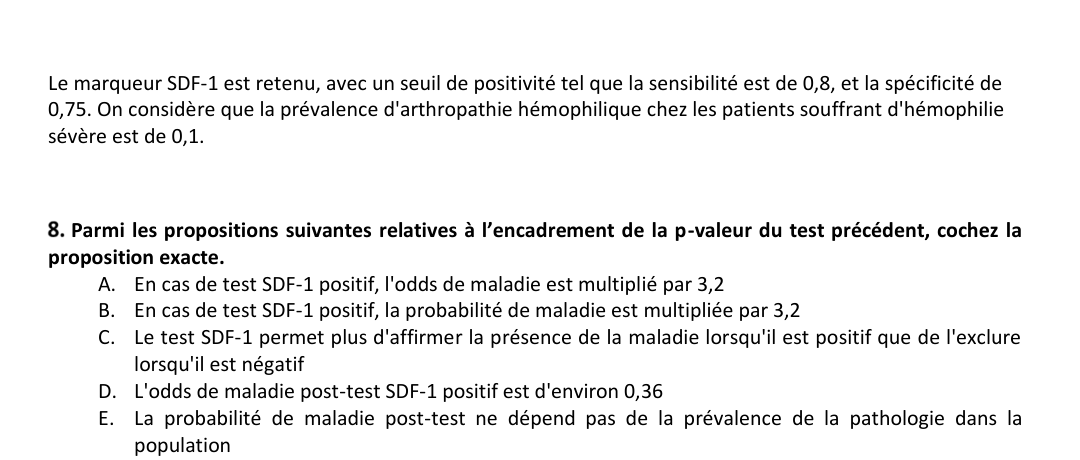 Le marqueur SDF-1 est retenu, avec un seuil de positivité tel que la sensibilité est de 0,8, et la spécificité de
0,75. On considère que la prévalence d'arthropathie hémophilique chez les patients souffrant d'hémophilie
sévère est de 0,1.
8. Parmi les propositions suivantes relatives à l’encadrement de la p-valeur du test précédent, cochez la
proposition exacte.
A. En cas de test SDF-1 positif, l'odds de maladie est multiplié par 3,2
B. En cas de test SDF-1 positif, la probabilité de maladie est multipliée par 3,2
C. Le test SDF-1 permet plus d'affirmer la présence de la maladie lorsqu'il est positif que de l'exclure
lorsqu'il est négatif
D. L'odds de maladie post-test SDF-1 positif est d'environ 0,36
E. La probabilité de maladie post-test ne dépend pas de la prévalence de la pathologie dans la
population